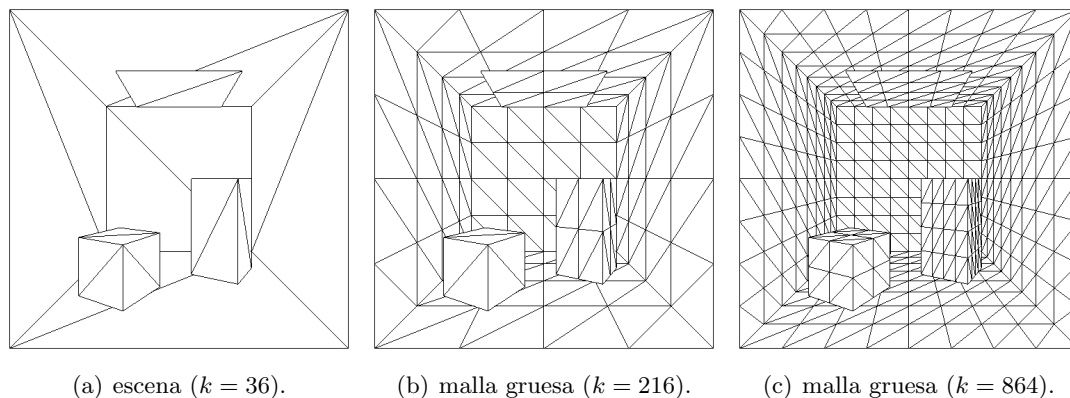 (a) escena (k = 36).
(b) malla gruesa (k = 216).
(c) malla gruesa (k = 864).